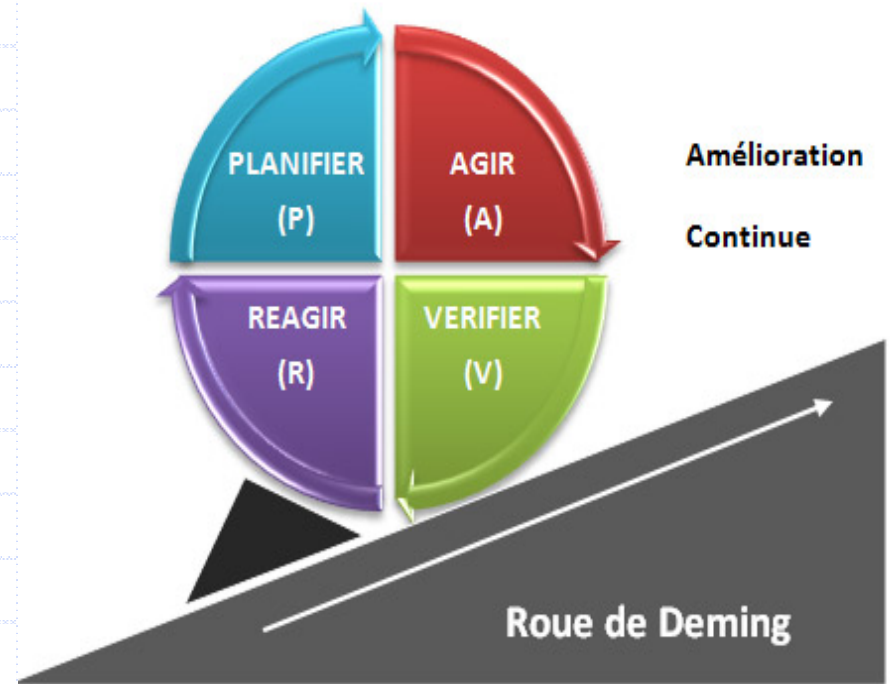 PLANIFIER
(P)
AGIR
(A)
REAGIR
(R)
VERIFIER
(V)
Amélioration
Continue
Roue de Deming